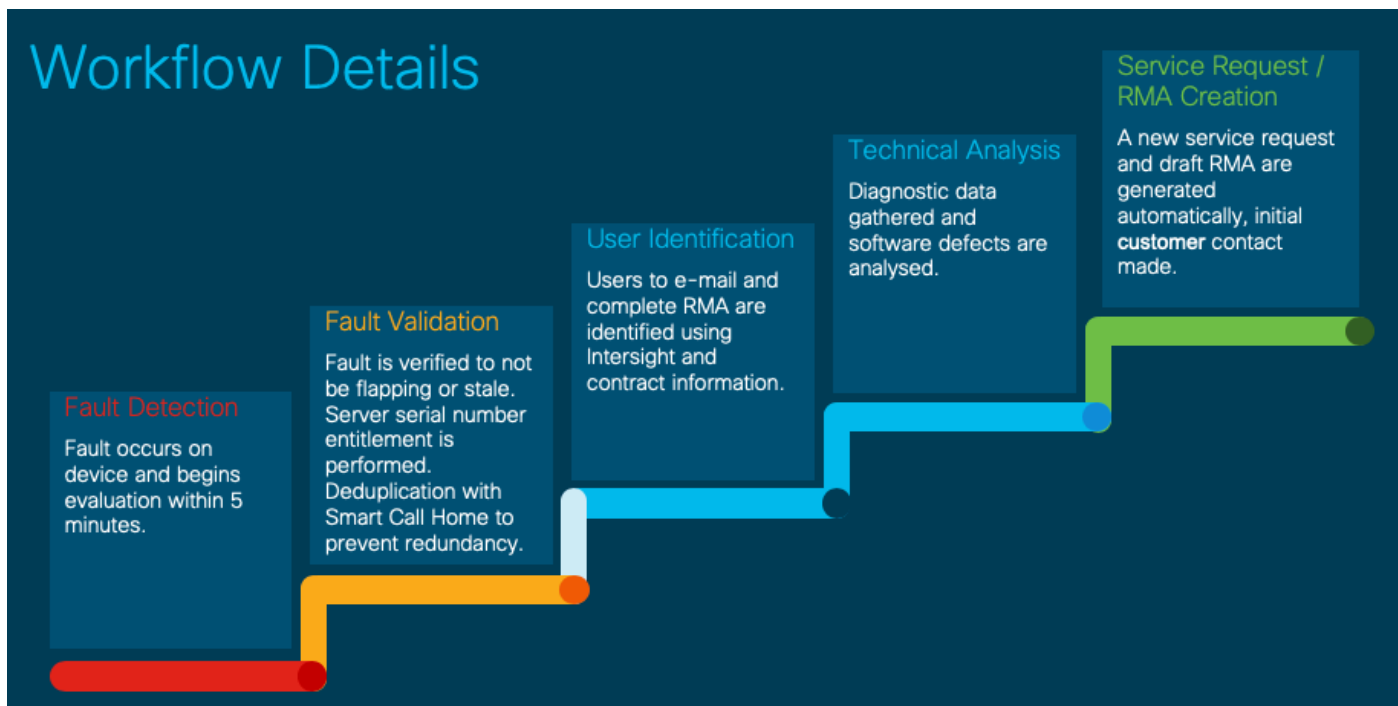 Workflow Details
Fault Detection
Fault occurs on
device and begins
evaluation within 5
minutes.
Fault Validation
Fault is verified to not
be flapping or stale.
Server serial number
entitlement is
performed.
Deduplication with
Smart Call Home to
prevent redundancy.
User Identification
Users to e-mail and
complete RMA are
identified using
Intersight and
contract information.
Technical Analysis
Diagnostic data
gathered and
software defects are
analysed.
Service Request /
RMA Creation
A new service request
and draft RMA are
generated
automatically, initial
customer contact
made.